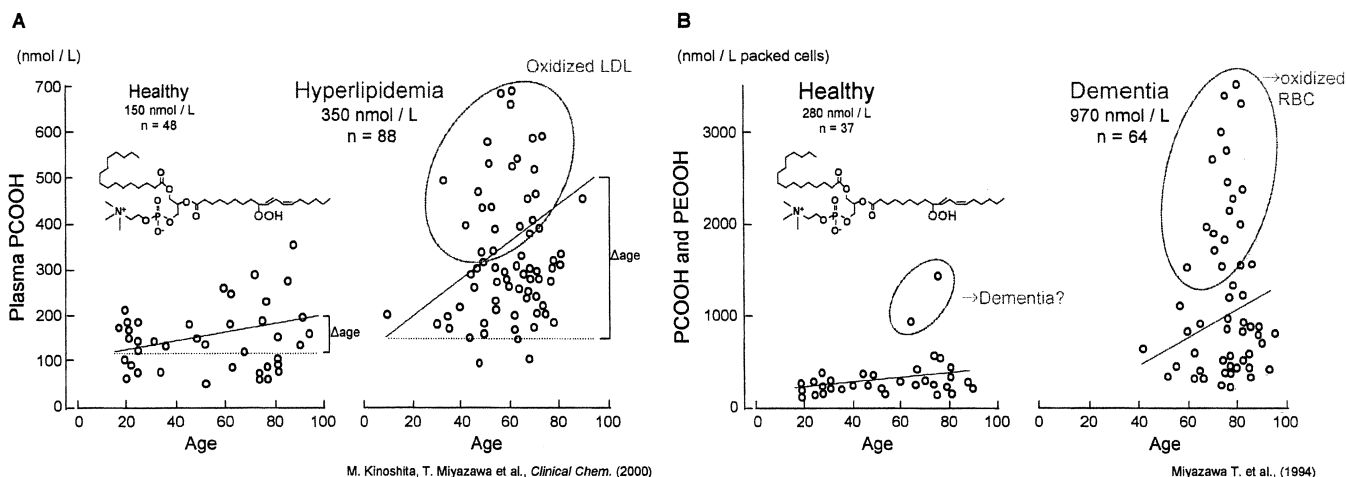 A
(nmol / L)
Plasma PCOOH
700
600
500
400
300
200
100
0
Healthy
150 nmol / L
n = 48
O
O
O
O
OOH
N+
O
P
O
O
O-
Δage
0
20
40
60
80
100
Age
Hyperlipidemia
350 nmol / L
n = 88
Oxidized LDL
Δage
0
20
40
60
80
100
Age
M. Kinoshita, T. Miyazawa et al., Clinical Chem. (2000)
B
(nmol / L packed cells)
PCOOH and PEOOH
3000
2000
1000
0
Healthy
280 nmol / L
n = 37
O
O
O
O
OOH
N+
O
P
O
O
O-
→Dementia?
0
20
40
60
80
100
Age
Dementia
970 nmol / L
n = 64
→oxidized
RBC
0
20
40
60
80
100
Age
Miyazawa T. et al., (1994)